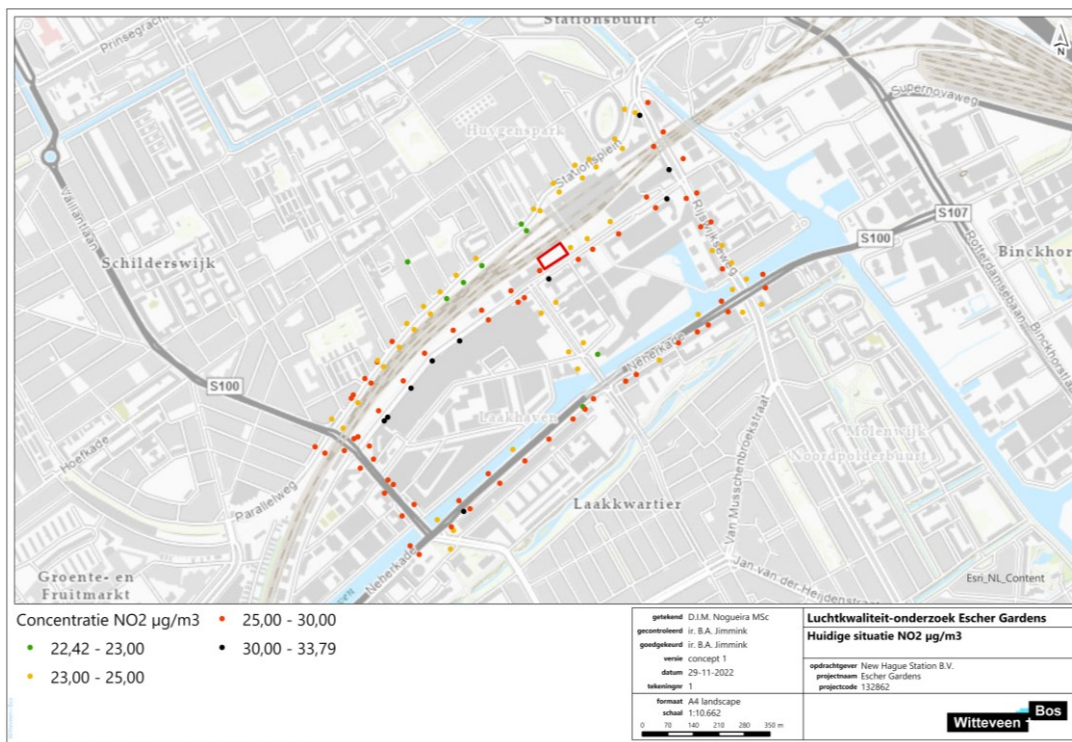 Stationsbuurt
Prinsegracht
N
Supernovaweg
Huygenspark
Stationsplein
Vaillantlaan
Rijswijkseweg
S107
S100
Schilderswijk
Binckhor
Rotterdamsebaan
Binckhorstlaan
S100
Neherkade
Laakhaven
Hoefkade
Molenwijk
Noordpolderbuurt
Parallelweg
Laakkwartier
Van Musschenbroekstraat
Neherkade
Jan-van-der-Heijdenstraat
Groente- en
Fruitmarkt
Esri_NL_Content
Concentratie NO2 µg/m3
22,42 - 23,00
23,00 - 25,00
25,00 - 30,00
30,00 - 33,79
getekend D.I.M. Nogueira MSc
gecontroleerd ir. B.A. Jimmink
goedgekeurd ir. B.A. Jimmink
versie concept 1
datum 29-11-2022
tekeningnr 1
formaat A4 landscape
schaal 1:10.662
0 70 140 210 280 350 m
Luchtkwaliteit-onderzoek Escher Gardens
Huidige situatie NO2 µg/m3
opdrachtgever New Hague Station B.V.
projectnaam Escher Gardens
projectcode 132862
Witteveen + Bos